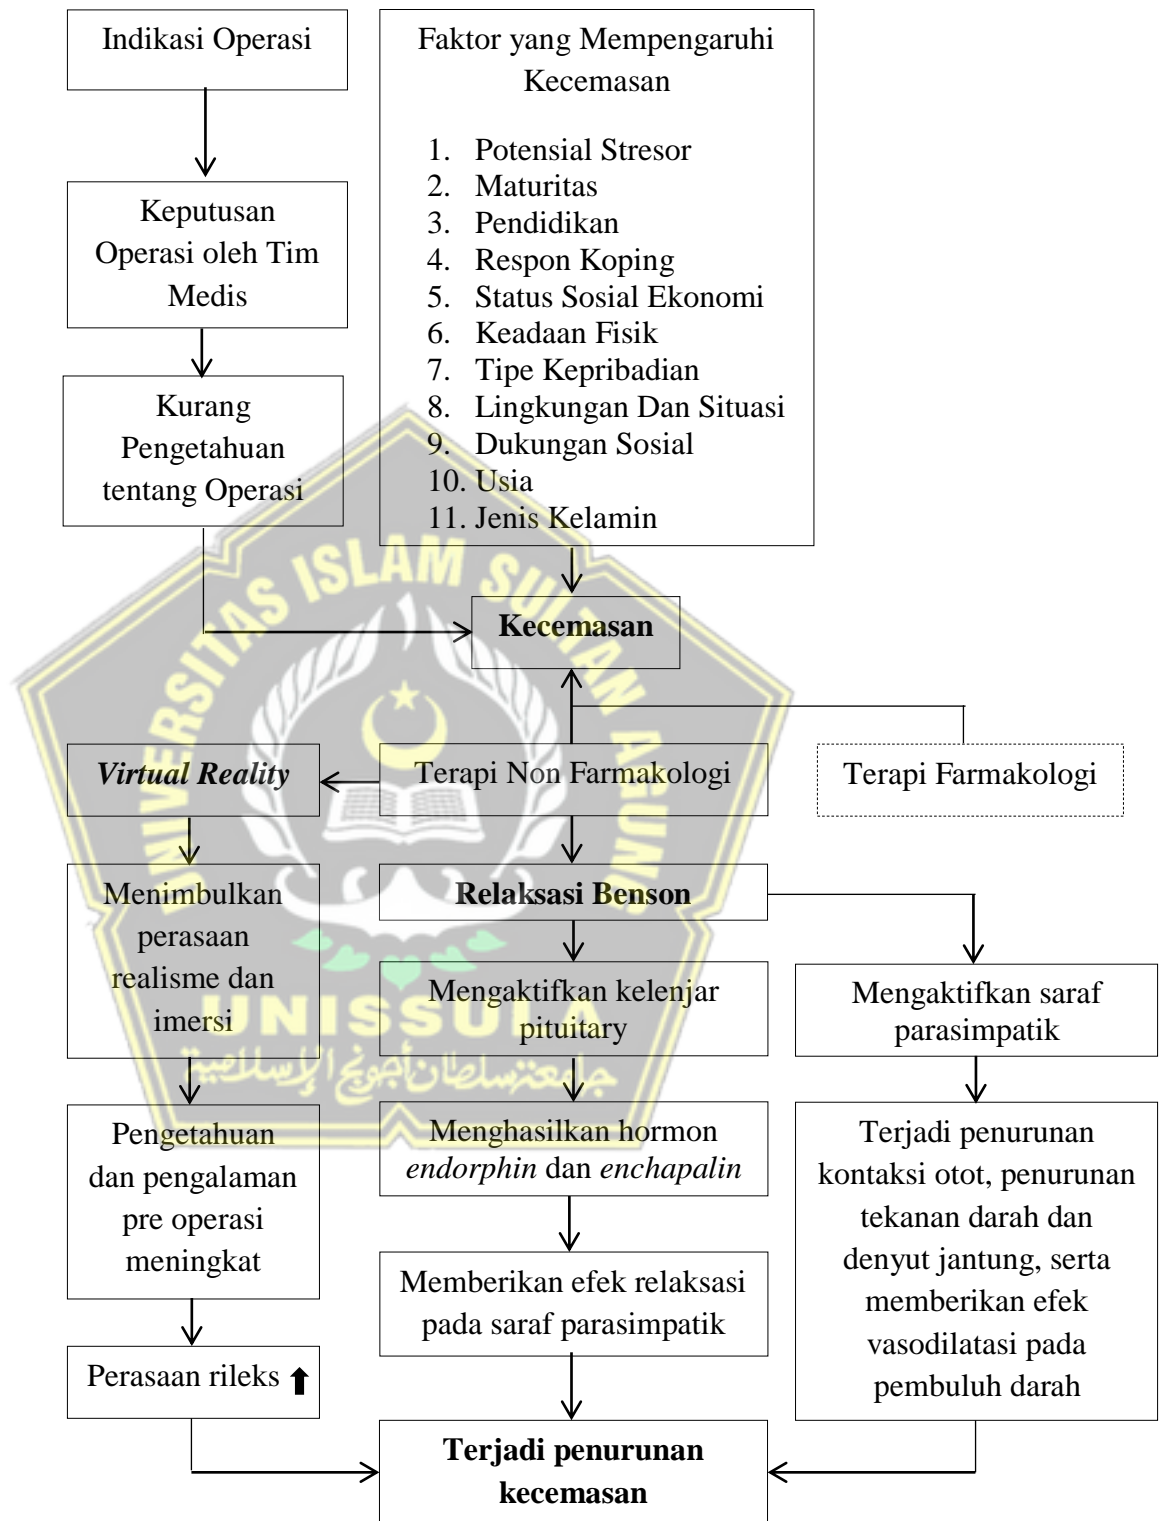 Indikasi Operasi
Faktor yang Mempengaruhi
Kecemasan
1. Potensial Stresor
2. Maturitas
3. Pendidikan
4. Respon Koping
5. Status Sosial Ekonomi
6. Keadaan Fisik
7. Tipe Kepribadian
8. Lingkungan Dan Situasi
9. Dukungan Sosial
10. Usia
11. Jenis Kelamin
Keputusan
Operasi oleh Tim
Medis
Kurang
Pengetahuan
tentang Operasi
Kecemasan
Virtual Reality
Terapi Non Farmakologi
Terapi Farmakologi
Menimbulkan
perasaan
realisme dan
imersi
Relaksasi Benson
Mengaktifkan kelenjar
pituitary
Mengaktifkan saraf
parasimpatik
Pengetahuan
dan pengalaman
pre operasi
meningkat
Menghasilkan hormon
endorphin dan enchapalin
Terjadi penurunan
kontaksi otot, penurunan
tekanan darah dan
denyut jantung, serta
memberikan efek
vasodilatasi pada
pembuluh darah
Memberikan efek relaksasi
pada saraf parasimpatik
Perasaan rileks
Terjadi penurunan
kecemasan
UNIVERSITAS ISLAM SULTAN AGUNG
UNISSULA
جامعتنسلطان أجونج الإسلامية